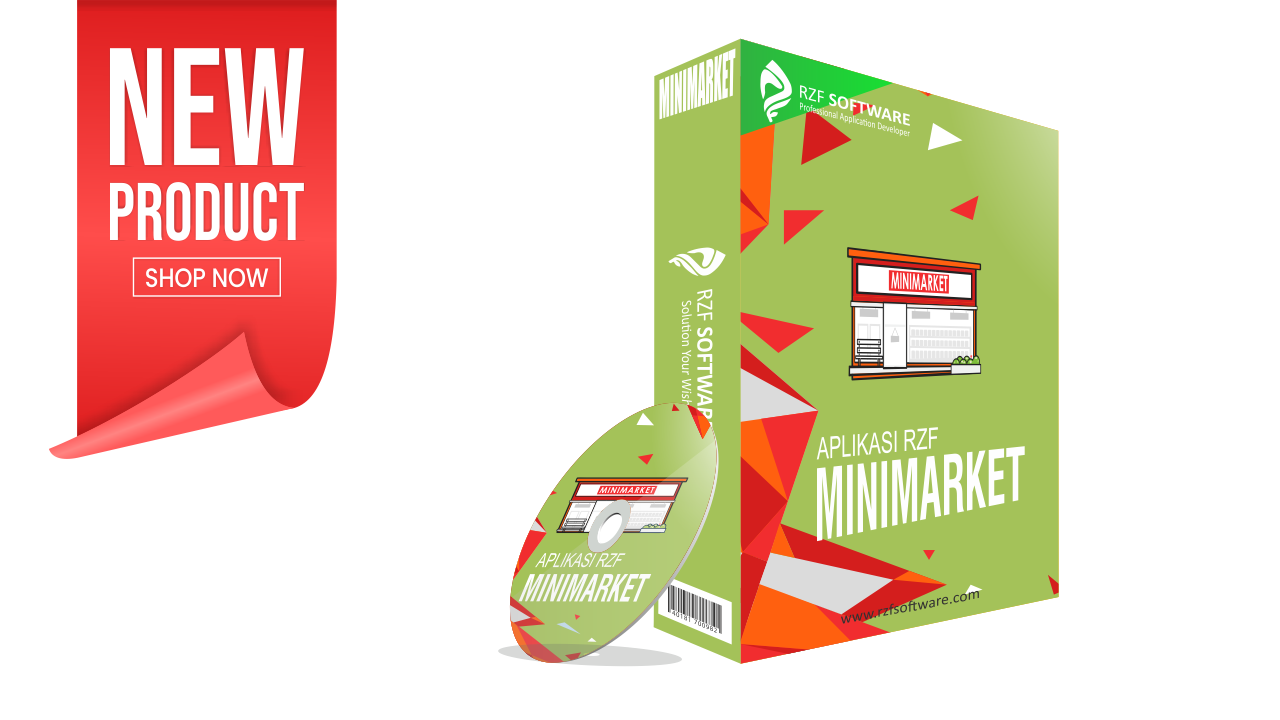 NEW
PRODUCT
SHOP NOW
MINIMARKET
RZF SOFTWARE
Solution Your Wish
RZF SOFTWARE
Professional Application Developer
MINIMARKET
APLIKASI RZF
MINIMARKET
www.rzfsoftware.com
MINIMARKET
APLIKASI RZF
MINIMARKET